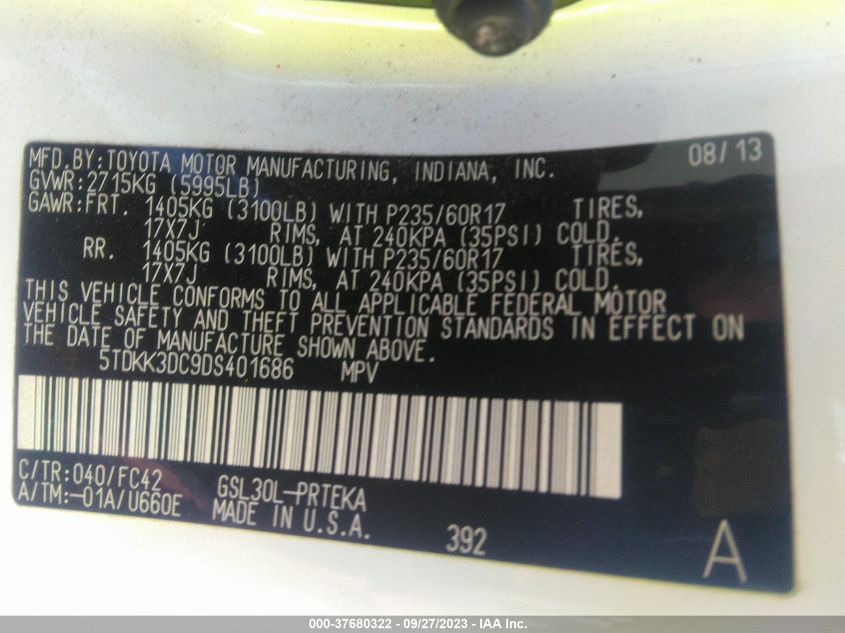 MFD.BY:TOYOTA MOTOR MANUFACTURING, INDIANA, INC. 08/13
GVWR:2715KG (5995LB)
GAWR:FRT. 1405KG (3100LB) WITH P235/60R17 TIRES,
17X7J RIMS, AT 240KPA (35PSI) COLD.
RR. 1405KG (3100LB) WITH P235/60R17 TIRES,
17X7J RIMS, AT 240KPA (35PSI) COLD.
THIS VEHICLE CONFORMS TO ALL APPLICABLE FEDERAL MOTOR
VEHICLE SAFETY AND THEFT PREVENTION STANDARDS IN EFFECT ON
THE DATE OF MANUFACTURE SHOWN ABOVE.
5TDKK3DC9DS401686 MPV
C/TR:040/FC42
A/TM:-01A/U660E
GSL30L-PRTEKA
MADE IN U.S.A.
392
A
000-37680322 - 09/27/2023 - IAA Inc.